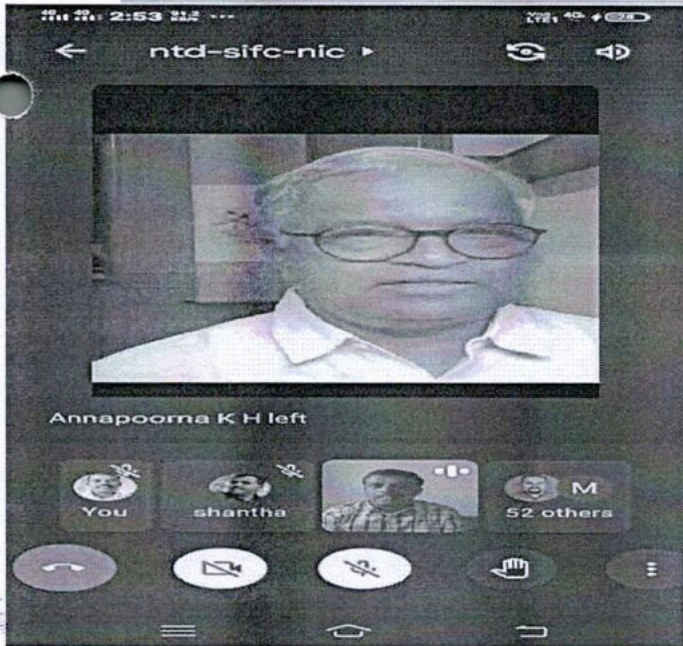 2:53
ntd-sifc-nic
Annapoorna K H left
You
shantha
M
52 others